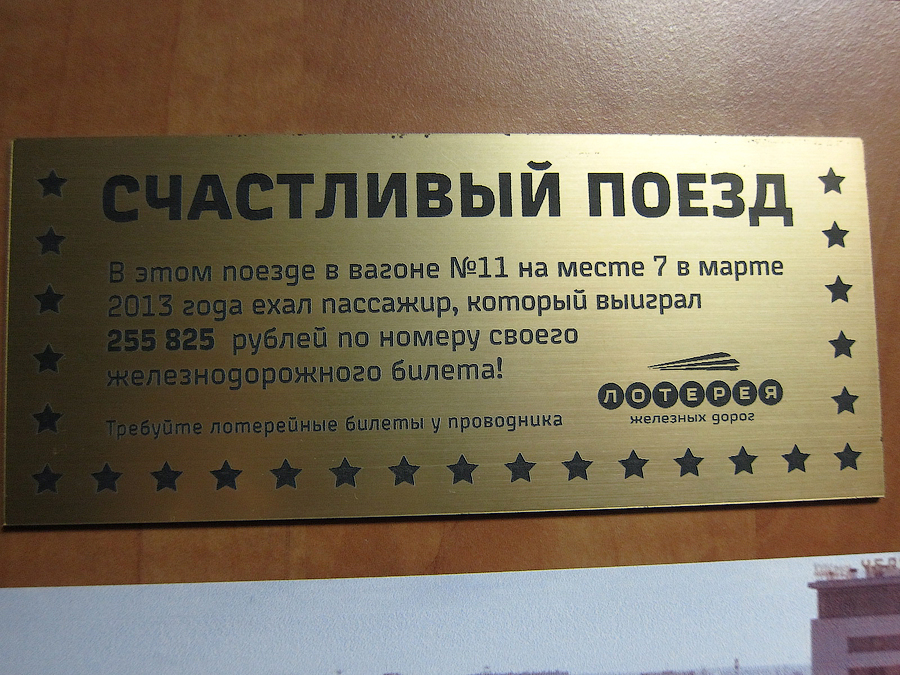 СЧАСТЛИВЫЙ ПОЕЗД
В этом поезде в вагоне №11 на месте 7 в марте
2013 года ехал пассажир, который выиграл
255 825 рублей по номеру своего
железнодорожного билета!
ЛОТЕРЕЯ
железных дорог
Требуйте лотерейные билеты у проводника